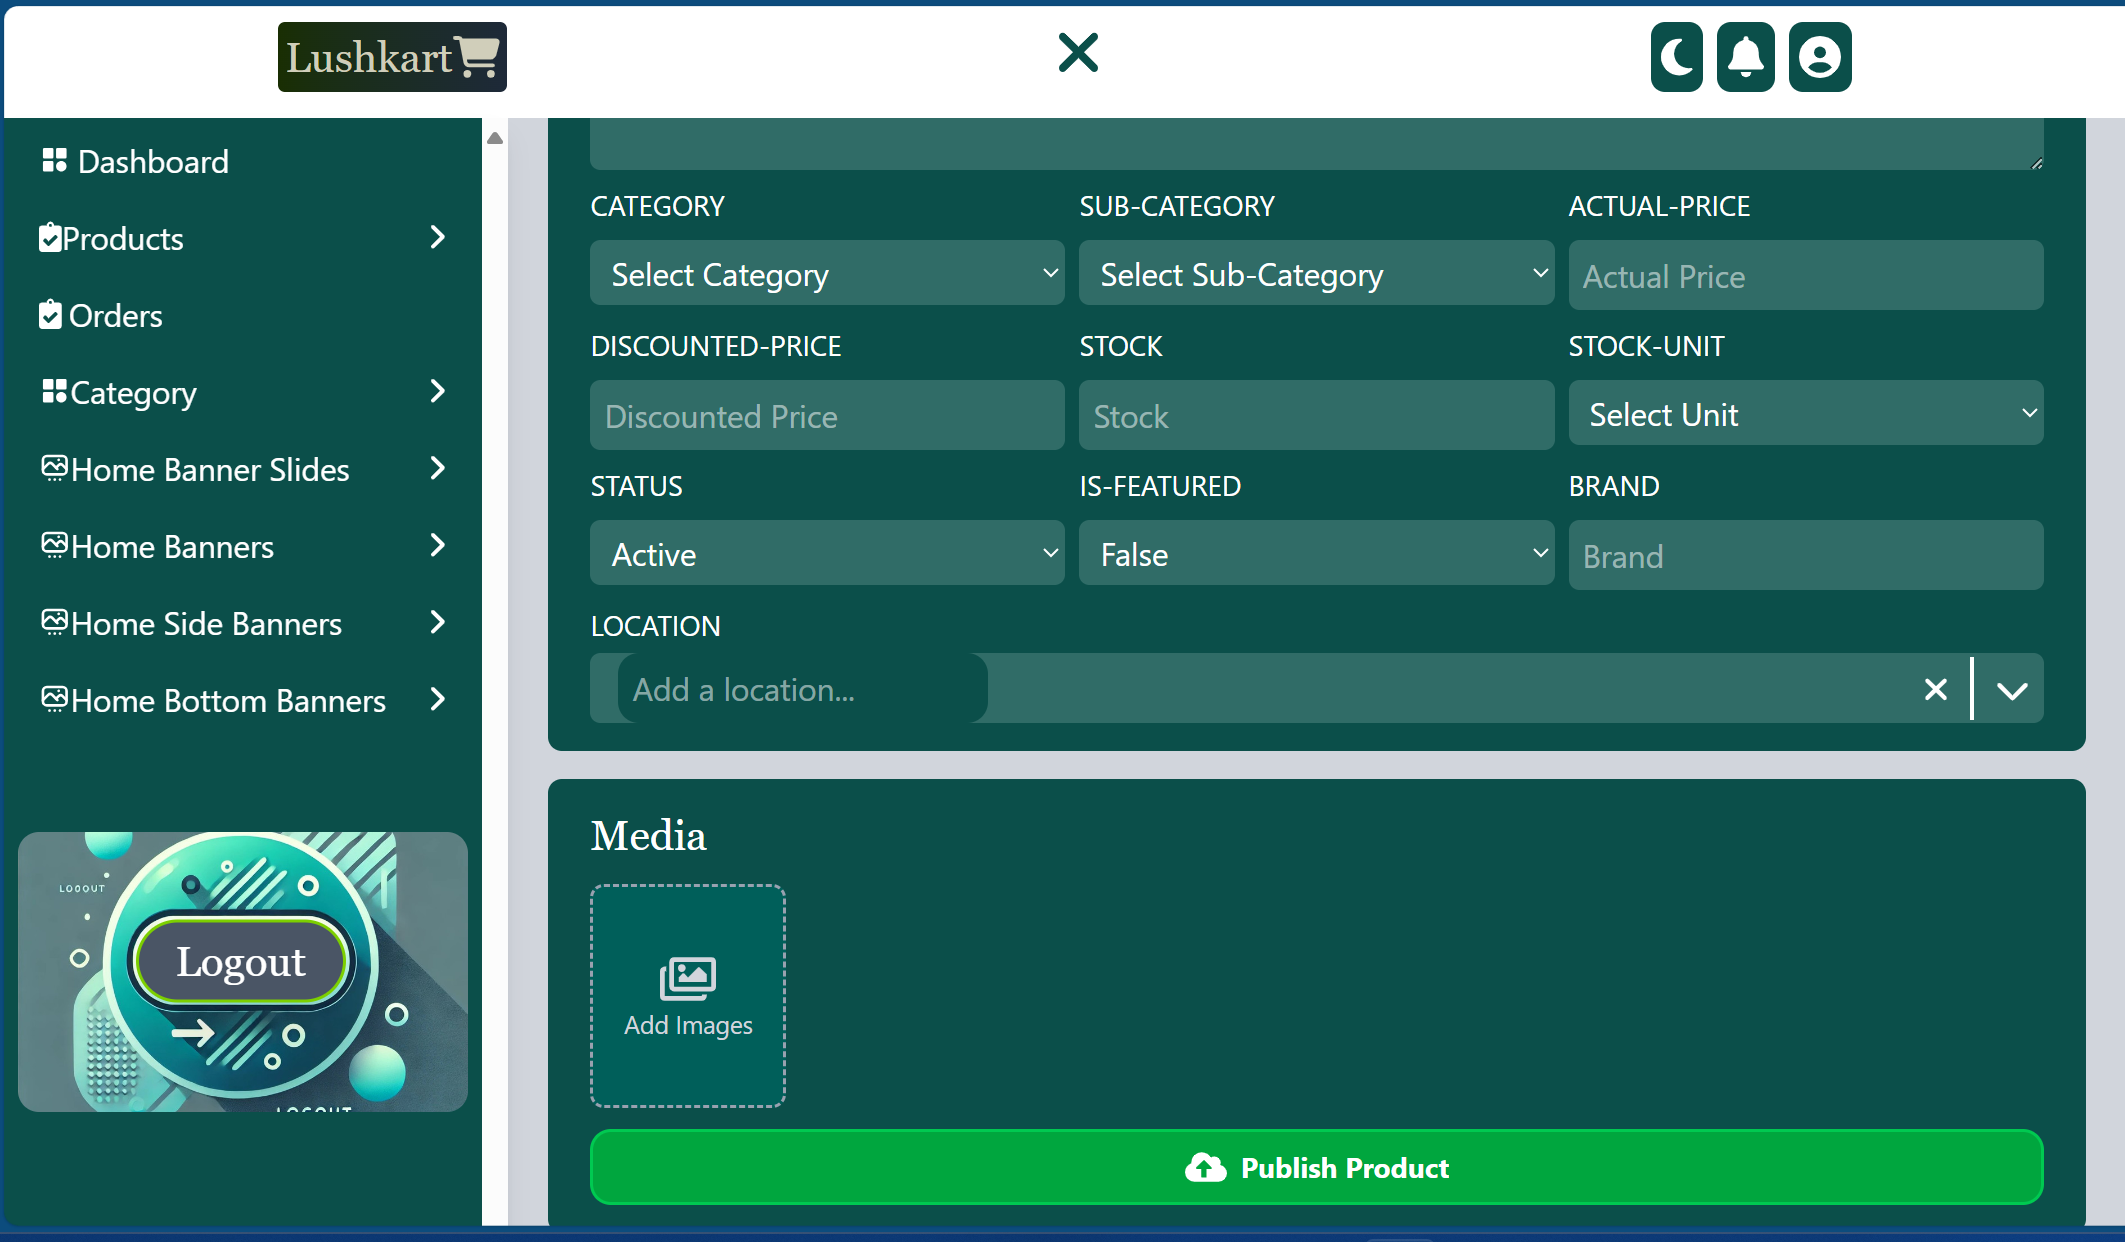 Lushkart
Dashboard
Products
Orders
Category
Home Banner Slides
Home Banners
Home Side Banners
Home Bottom Banners
LOGOUT
Logout
LOGOUT
CATEGORY
SUB-CATEGORY
ACTUAL-PRICE
Select Category
Select Sub-Category
Actual Price
DISCOUNTED-PRICE
STOCK
STOCK-UNIT
Discounted Price
Stock
Select Unit
STATUS
IS-FEATURED
BRAND
Active
False
Brand
LOCATION
Add a location...
Media
Add Images
Publish Product